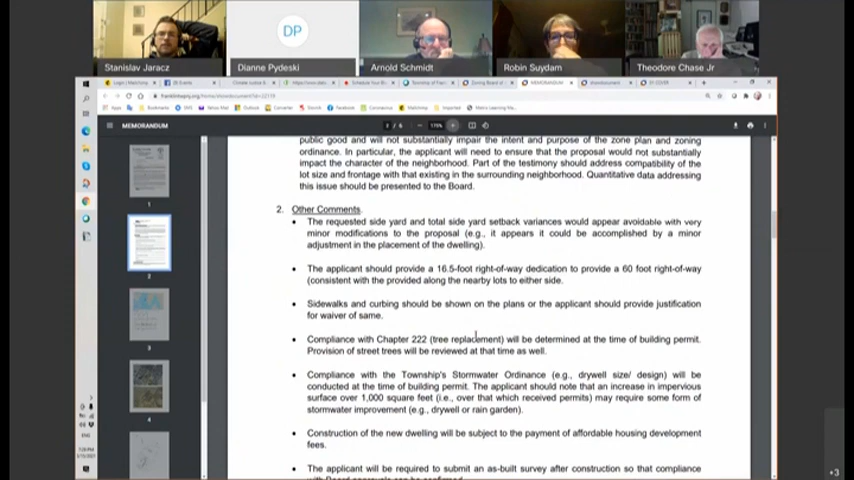 DP
Stanislav Jaracz
Dianne Pydeski
Arnold Schmidt
Robin Suydam
Theodore Chase Jr
MEMORANDUM
MEMORANDUM
2 / 6
public good and will not substantially impair the intent and purpose of the zone plan and zoning
ordinance. In particular, the applicant will need to ensure that the proposal would not substantially
impact the character of the neighborhood. Part of the testimony should address compatibility of the
lot size and frontage with that existing in the surrounding neighborhood. Quantitative data addressing
this issue should be presented to the Board.
2. Other Comments
• The requested side yard and total side yard setback variances would appear avoidable with very
minor modifications to the proposal (e.g., it appears it could be accomplished by a minor
adjustment in the placement of the dwelling).
• The applicant should provide a 16.5-foot right-of-way dedication to provide a 60 foot right-of-way
(consistent with the provided along the nearby lots to either side.
• Sidewalks and curbing should be shown on the plans or the applicant should provide justification
for waiver of same.
• Compliance with Chapter 222 (tree replacement) will be determined at the time of building permit.
Provision of street trees will be reviewed at that time as well.
• Compliance with the Township's Stormwater Ordinance (e.g., drywell size/ design) will be
conducted at the time of building permit. The applicant should note that an increase in impervious
surface over 1,000 square feet (i.e., over that which received permits) may require some form of
stormwater improvement (e.g., drywell or rain garden).
• Construction of the new dwelling will be subject to the payment of affordable housing development
fees.
• The applicant will be required to submit an as-built survey after construction so that compliance
1
2
3
4
+3